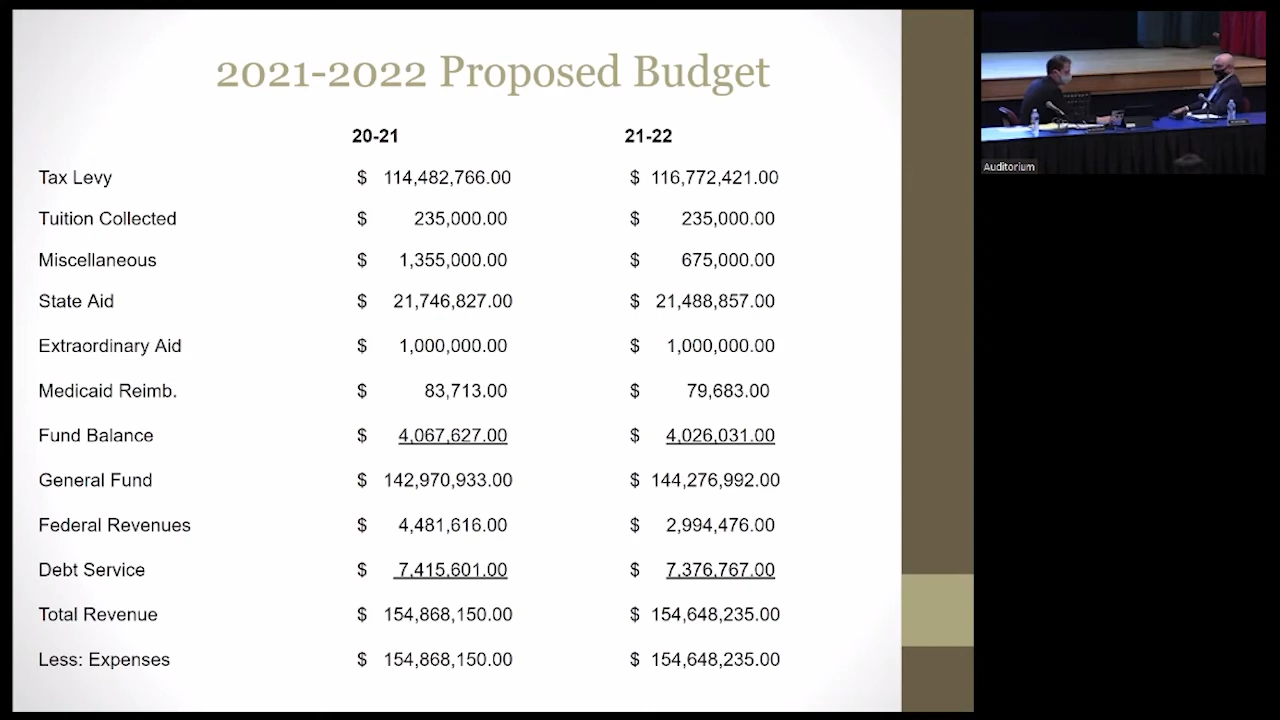 2021-2022 Proposed Budget
20-21 21-22
Tax Levy $ 114,482,766.00 $ 116,772,421.00
Tuition Collected $ 235,000.00 $ 235,000.00
Miscellaneous $ 1,355,000.00 $ 675,000.00
State Aid $ 21,746,827.00 $ 21,488,857.00
Extraordinary Aid $ 1,000,000.00 $ 1,000,000.00
Medicaid Reimb. $ 83,713.00 $ 79,683.00
Fund Balance $ 4,067,627.00 $ 4,026,031.00
General Fund $ 142,970,933.00 $ 144,276,992.00
Federal Revenues $ 4,481,616.00 $ 2,994,476.00
Debt Service $ 7,415,601.00 $ 7,376,767.00
Total Revenue $ 154,868,150.00 $ 154,648,235.00
Less: Expenses $ 154,868,150.00 $ 154,648,235.00
Auditorium